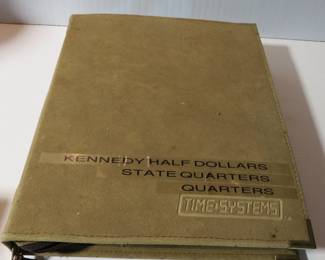 KENNEDY HALF DOLLARS
STATE QUARTERS
QUARTERS
TIME SYSTEMS